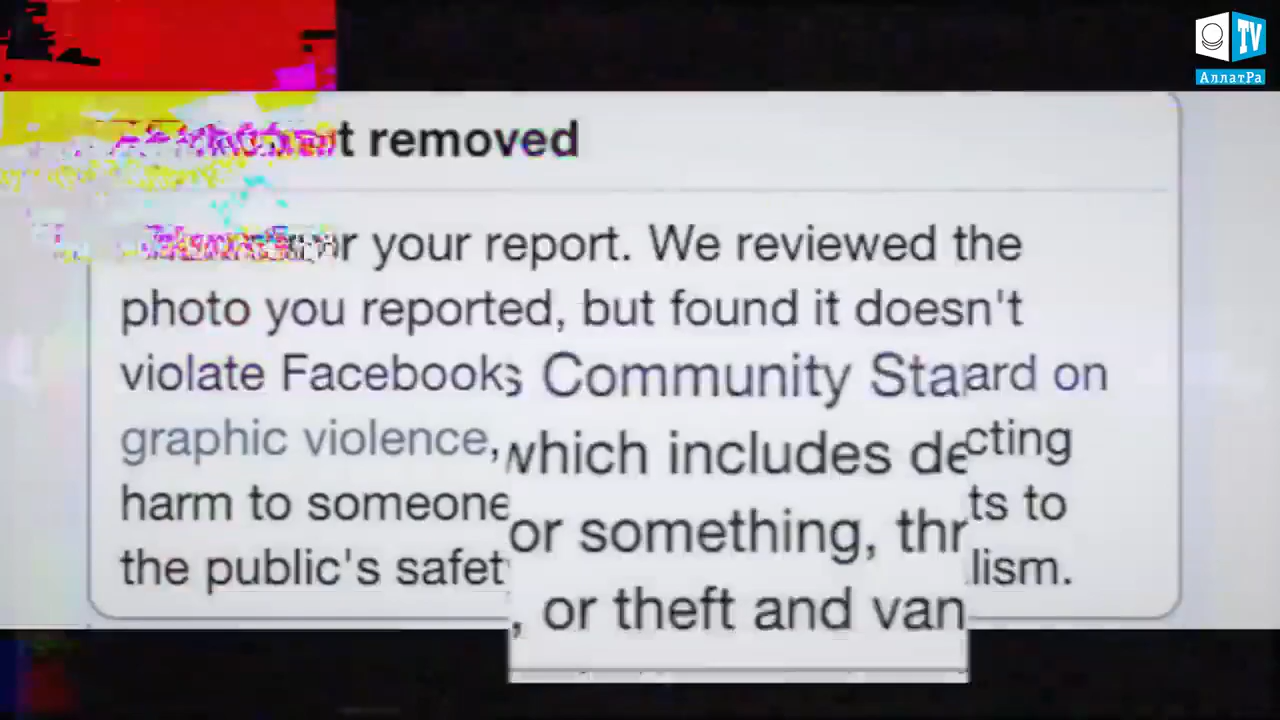 TV
АллатРа
t removed
r your report. We reviewed the
photo you reported, but found it doesn't
violate Facebooks Community Sta ard on
graphic violence, which includes de cting
harm to someone or something, thr ts to
the public's safet , or theft and van lism.